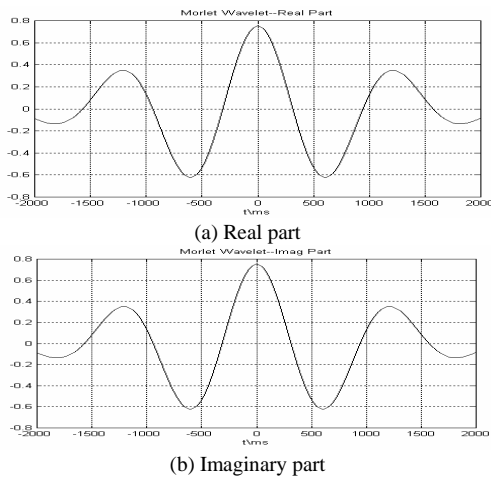 Morlet Wavelet--Real Part
0.8
0.6
0.4
0.2
0
-0.2
-0.4
-0.6
-0.8
-2000 -1500 -1000 -500 0 500 1000 1500 2000
t\ms
(a) Real part
Morlet Wavelet--Imag Part
0.8
0.6
0.4
0.2
0
-0.2
-0.4
-0.6
-0.8
-2000 -1500 -1000 -500 0 500 1000 1500 2000
t\ms
(b) Imaginary part